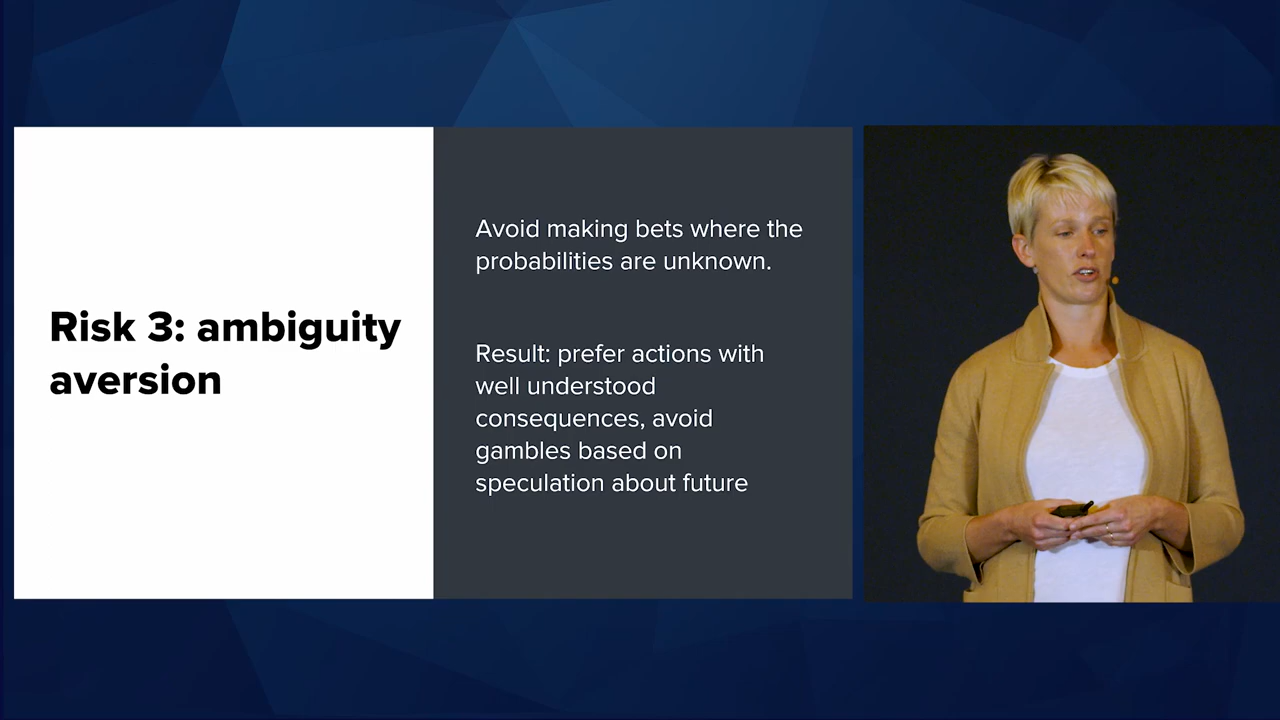 Risk 3: ambiguity
aversion
Avoid making bets where the
probabilities are unknown.
Result: prefer actions with
well understood
consequences, avoid
gambles based on
speculation about future